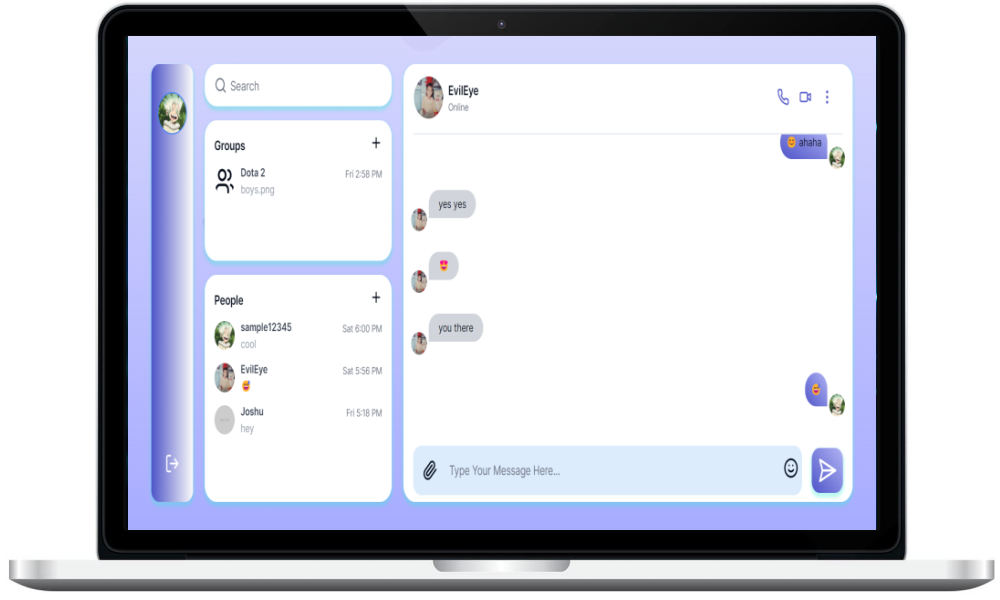 Search
Groups
+
Dota 2
Fri 2:58 PM
boys.png
People
+
sample12345
Sat 6:00 PM
cool
EvilEye
Sat 5:56 PM
🥰
Joshu
Fri 5:18 PM
hey
EvilEye
Online
😊 ahaha
yes yes
😍
you there
🥰
Type Your Message Here...